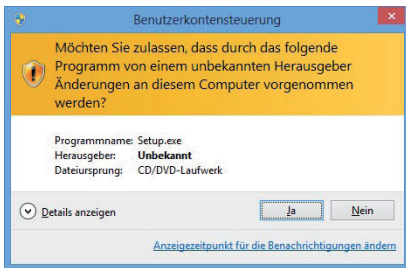 Benutzerkontensteuerung
Möchten Sie zulassen, dass durch das folgende
Programm von einem unbekannten Herausgeber
Änderungen an diesem Computer vorgenommen
werden?
Programmname: Setup.exe
Herausgeber: Unbekannt
Dateiursprung: CD/DVD-Laufwerk
Details anzeigen
Ja
Nein
Anzeigezeitpunkt für die Benachrichtigungen ändern